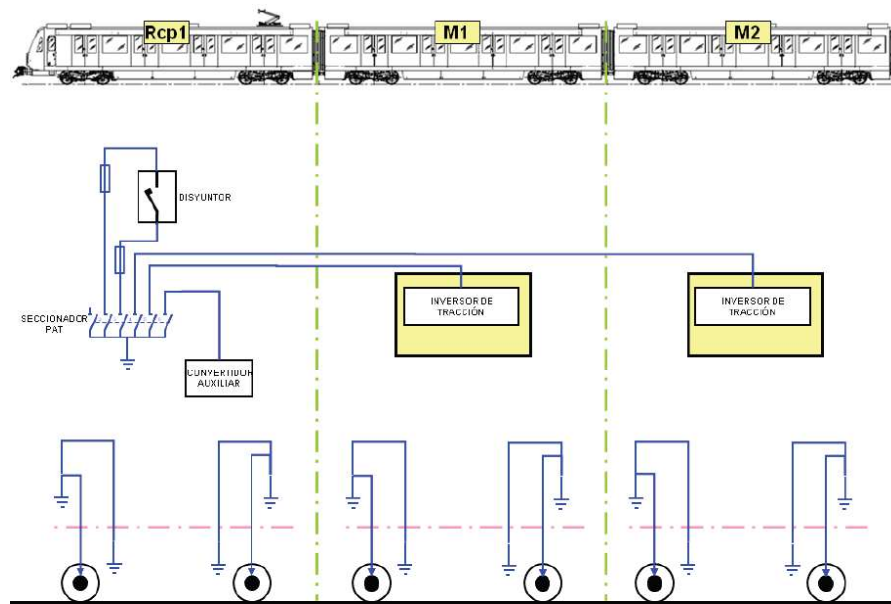 Rcp1
M1
M2
DISYUNTOR
SECCIONADOR
PAT
INVERSOR DE
TRACCIÓN
INVERSOR DE
TRACCIÓN
CONVERTIDOR
AUXILIAR